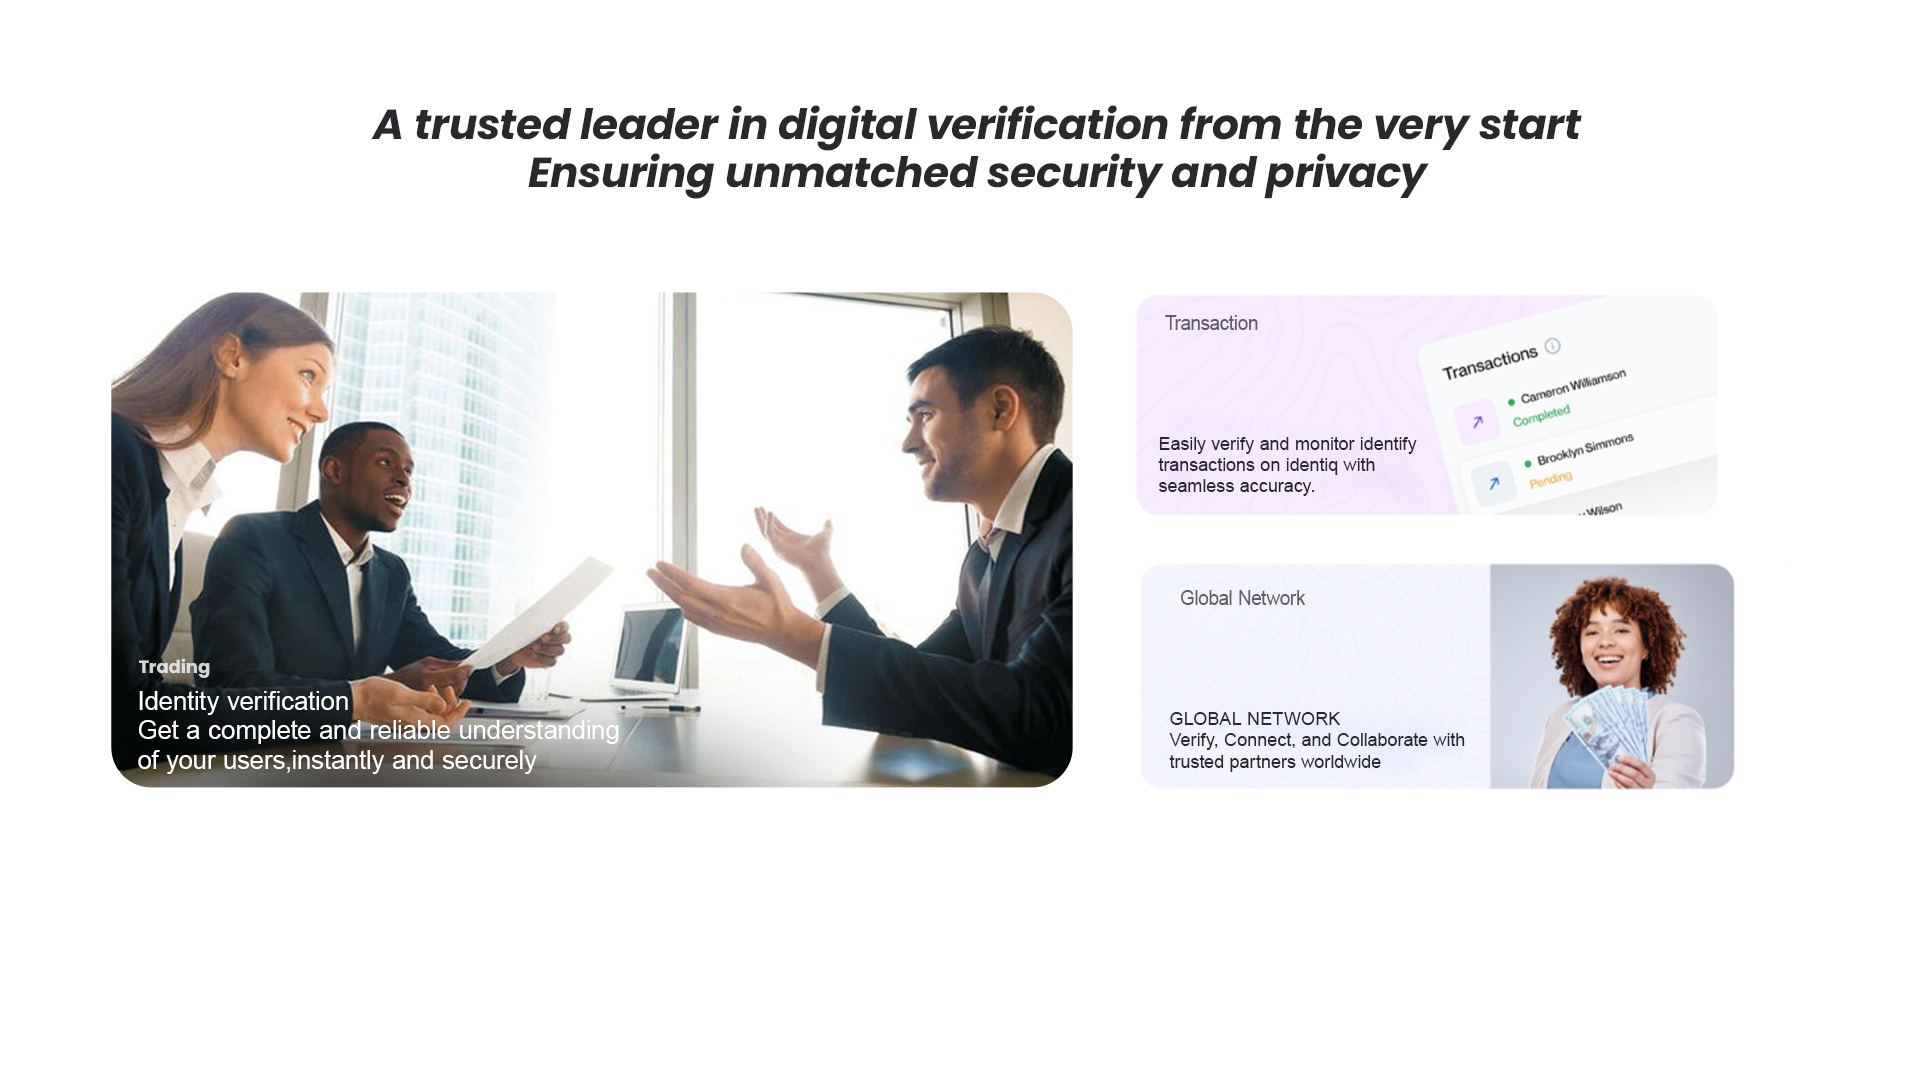 A trusted leader in digital verification from the very start
Ensuring unmatched security and privacy
Trading
Identity verification
Get a complete and reliable understanding
of your users,instantly and securely
Transaction
Easily verify and monitor identify
transactions on identiq with
seamless accuracy.
Transactions
Cameron Williamson
Completed
Brooklyn Simmons
Pending
Wilson
Global Network
GLOBAL NETWORK
Verify, Connect, and Collaborate with
trusted partners worldwide